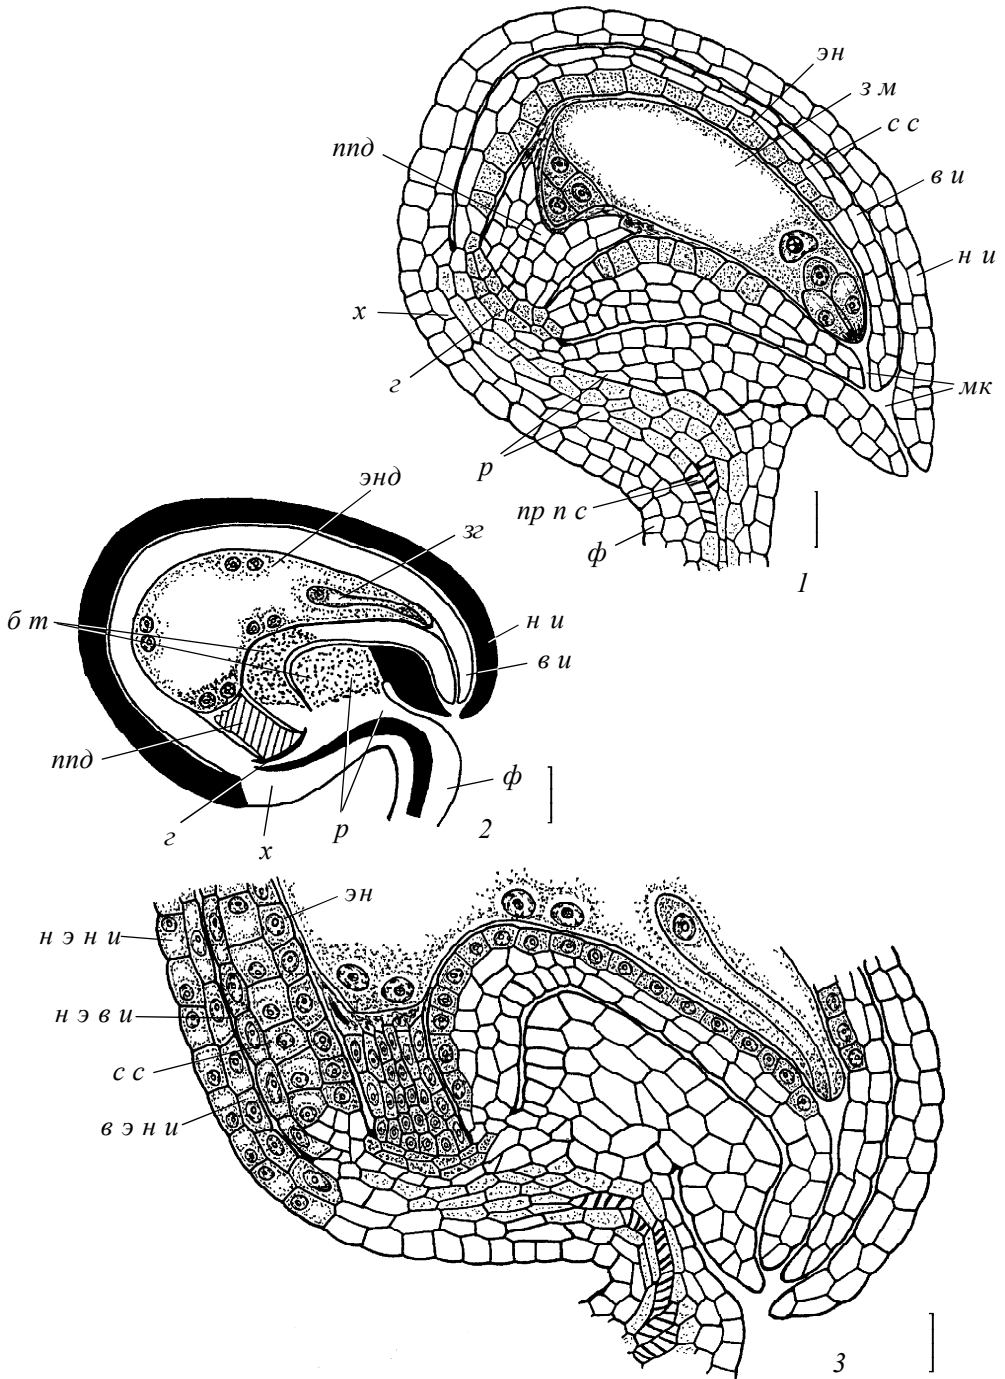 эн
з м
с с
ппд
в и
н и
х
г
мк
р
пр п с
ф
1
энд
зг
б т
н и
в и
ппд
ф
г
х
р
2
эн
н э н и
н э в и
с с
в э н и
3